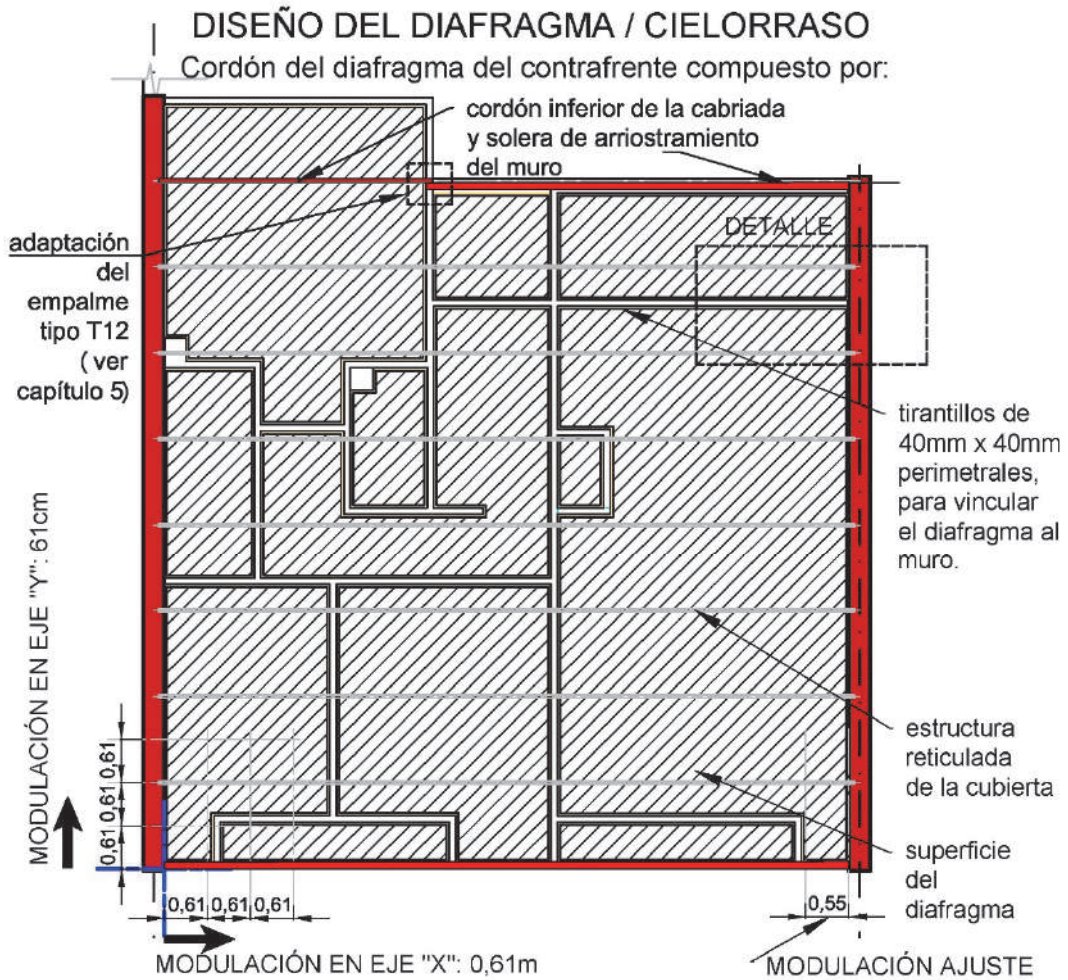 DISEÑO DEL DIAFRAGMA / CIELORRASO
Cordón del diafragma del contrafrente compuesto por:
cordón inferior de la cabriada
y solera de arriostramiento
del muro
adaptación
del
empalme
tipo T12
( ver
capítulo 5)
DETALLE
tirantillos de
40mm x 40mm
perimetrales,
para vincular
el diafragma al
muro.
MODULACIÓN EN EJE "Y": 61cm
0,61
0,61
0,61
estructura
reticulada
de la cubierta
superficie
del
diafragma
0,61
0,61
0,61
0,55
MODULACIÓN EN EJE "X": 0,61m
MODULACIÓN AJUSTE